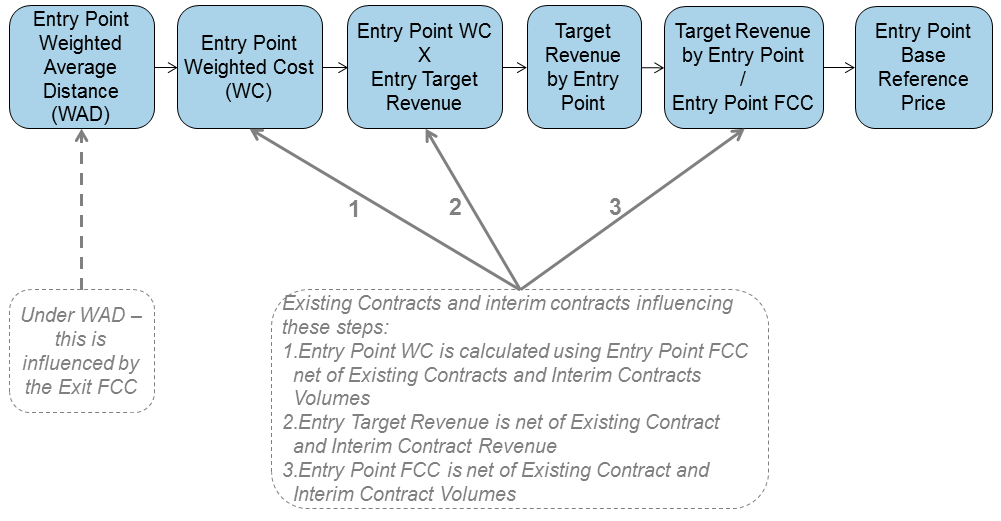 Entry Point
Weighted
Average
Distance
(WAD)
Entry Point
Weighted Cost
(WC)
Entry Point WC
X
Entry Target
Revenue
Target
Revenue
by Entry
Point
Target Revenue
by Entry Point
/
Entry Point FCC
Entry Point
Base
Reference
Price
1
2
3
Under WAD –
this is
influenced by
the Exit FCC
Existing Contracts and interim contracts influencing
these steps:
1.Entry Point WC is calculated using Entry Point FCC
net of Existing Contracts and Interim Contracts
Volumes
2.Entry Target Revenue is net of Existing Contract
and Interim Contract Revenue
3.Entry Point FCC is net of Existing Contract and
Interim Contract Volumes